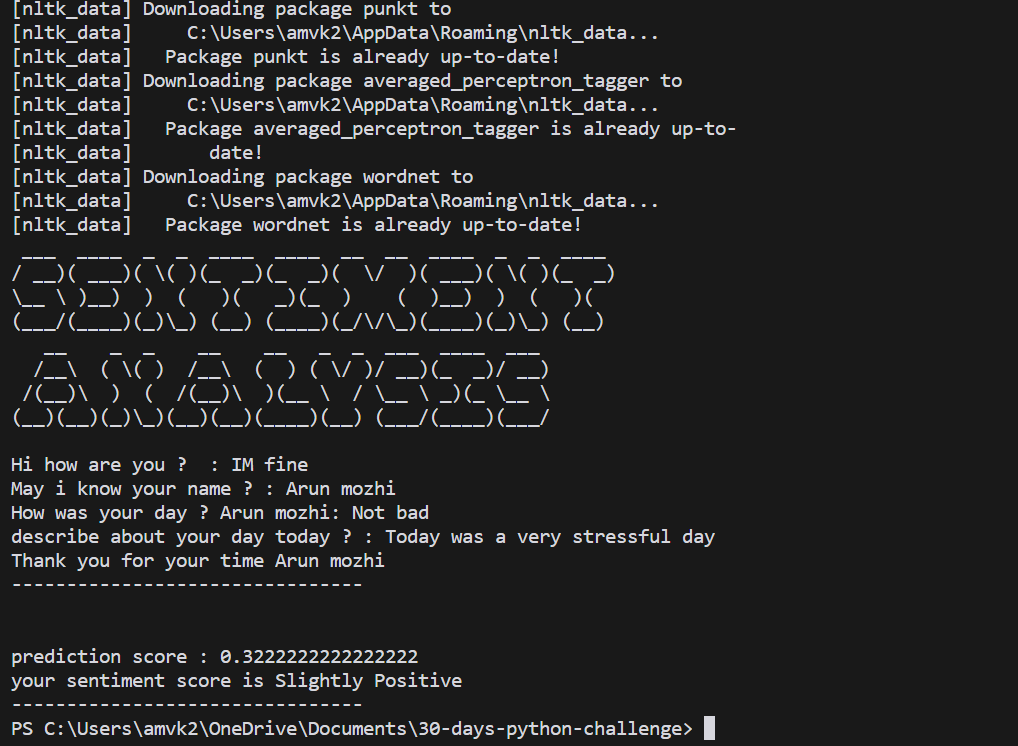 [nltk_data] Downloading package punkt to
[nltk_data]     C:\Users\amvk2\AppData\Roaming\nltk_data...
[nltk_data]   Package punkt is already up-to-date!
[nltk_data] Downloading package averaged_perceptron_tagger to
[nltk_data]     C:\Users\amvk2\AppData\Roaming\nltk_data...
[nltk_data]   Package averaged_perceptron_tagger is already up-to-
[nltk_data]       date!
[nltk_data] Downloading package wordnet to
[nltk_data]     C:\Users\amvk2\AppData\Roaming\nltk_data...
[nltk_data]   Package wordnet is already up-to-date!
SENTIMENT
ANALYSIS
Hi how are you ?  : IM fine
May i know your name ? : Arun mozhi
How was your day ? Arun mozhi: Not bad
describe about your day today ? : Today was a very stressful day
Thank you for your time Arun mozhi
--------------------------------
prediction score : 0.3222222222222222
your sentiment score is Slightly Positive
--------------------------------
PS C:\Users\amvk2\OneDrive\Documents\30-days-python-challenge>